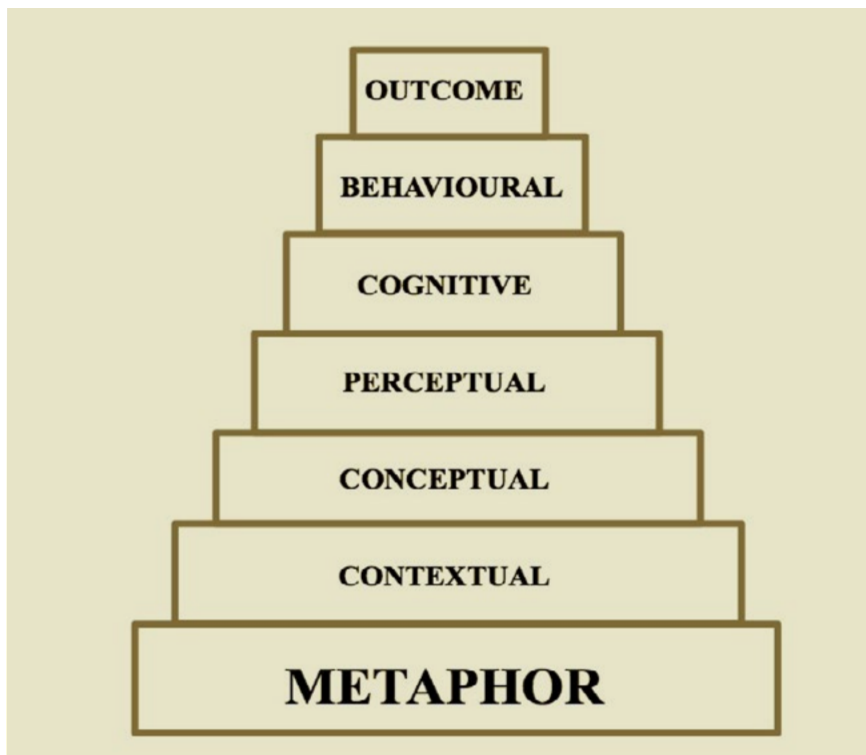 OUTCOME
BEHAVIOURAL
COGNITIVE
PERCEPTUAL
CONCEPTUAL
CONTEXTUAL
METAPHOR